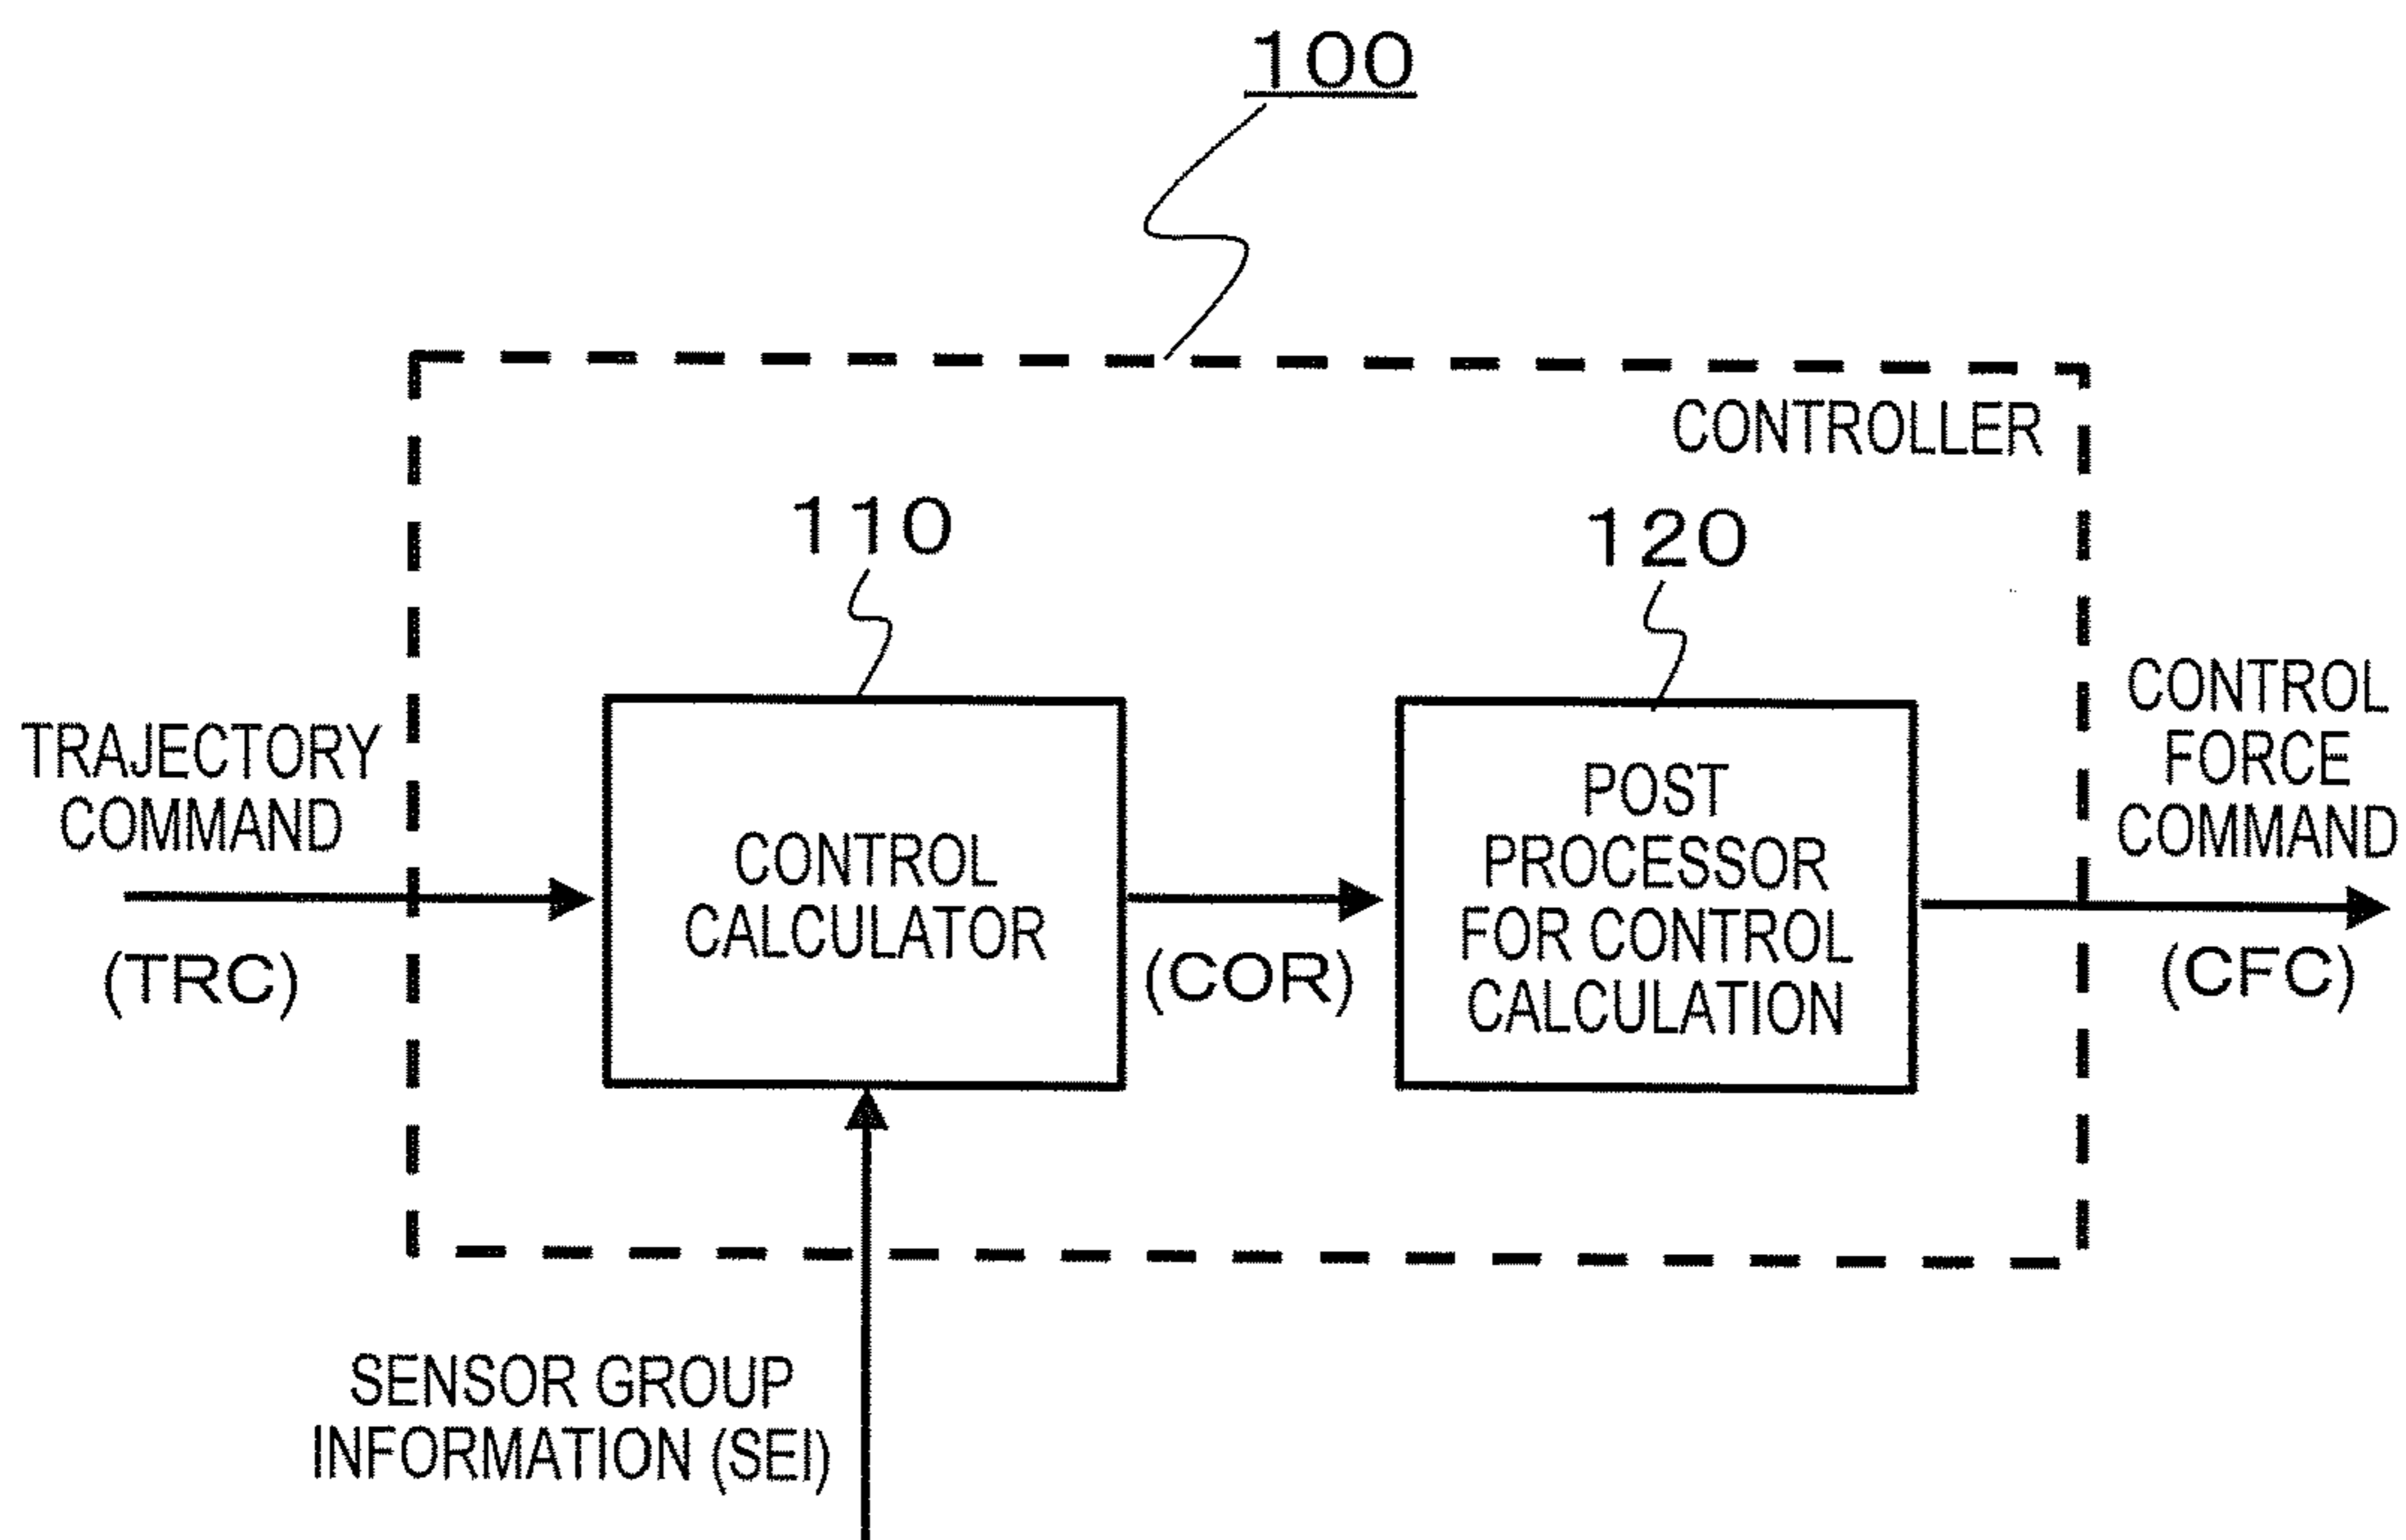 100
CONTROLLER
110
120
TRAJECTORY
COMMAND
(TRC)
CONTROL
CALCULATOR
(COR)
POST
PROCESSOR
FOR CONTROL
CALCULATION
CONTROL
FORCE
COMMAND
(CFC)
SENSOR GROUP
INFORMATION (SEI)